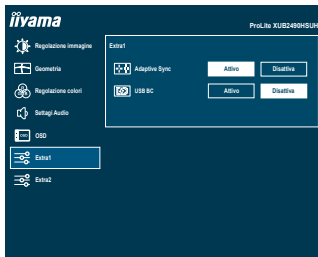 iiyama
ProLite XUB2490HSUH
Regolazione immagine
Geometria
Regolazione colori
Settagi Audio
OSD
OSD
Extra1
Extra2
Extra1
Adaptive Sync Attivo Disattiva
USB BC Attivo Disattiva